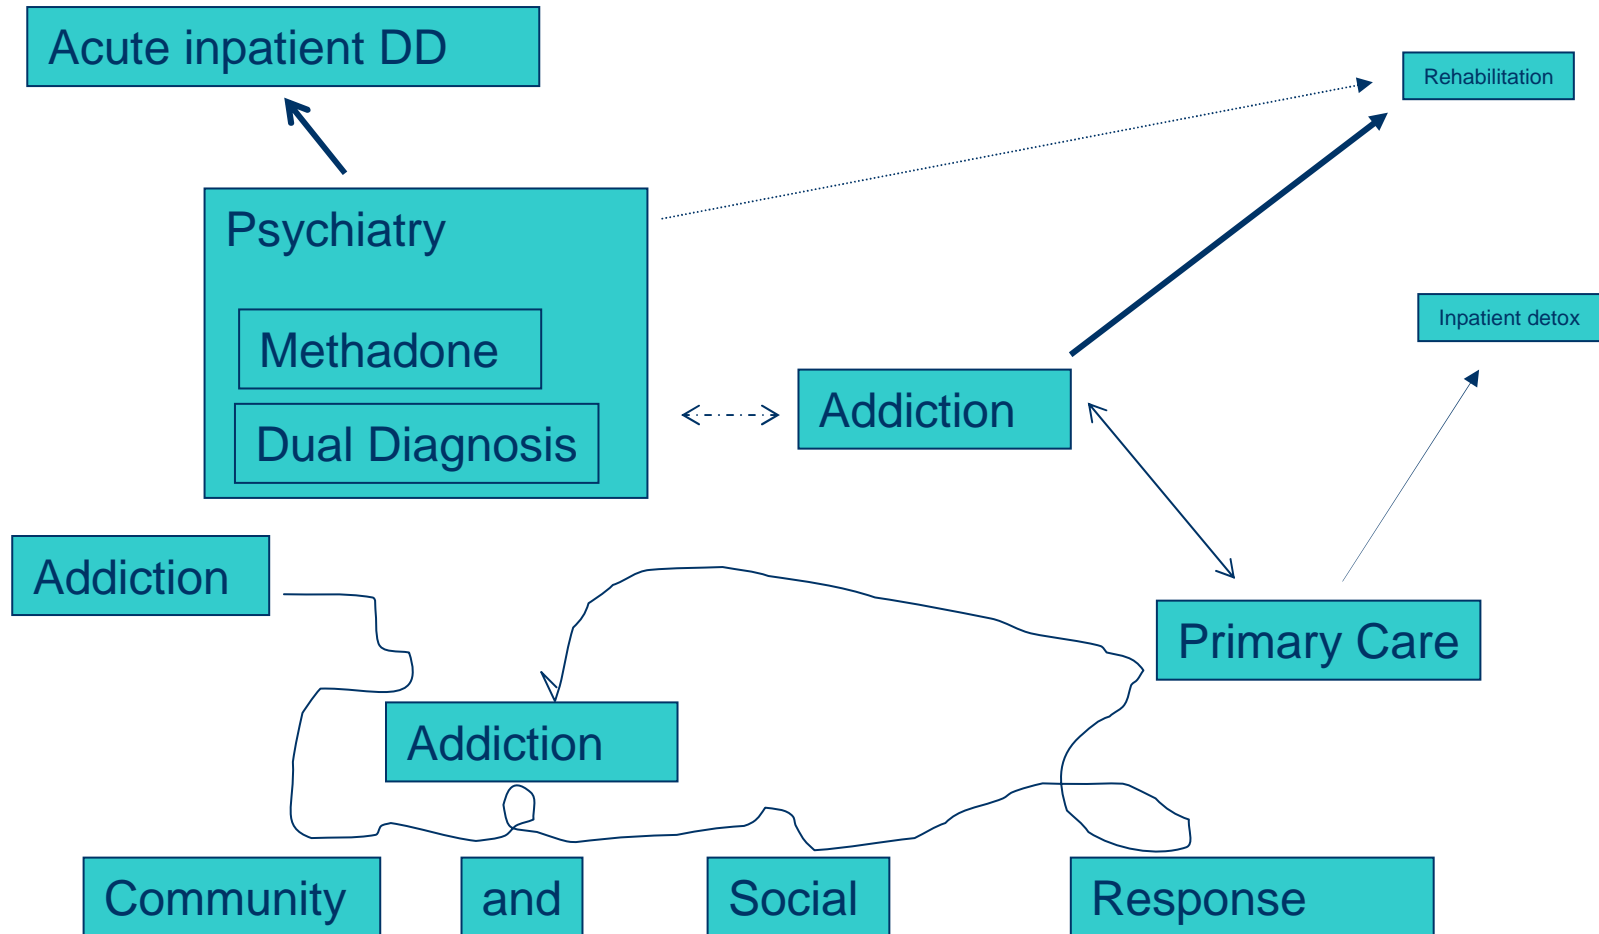 Acute inpatient DD
Rehabilitation
Psychiatry
Methadone
Dual Diagnosis
Inpatient detox
Addiction
Addiction
Primary Care
Addiction
Community
and
Social
Response